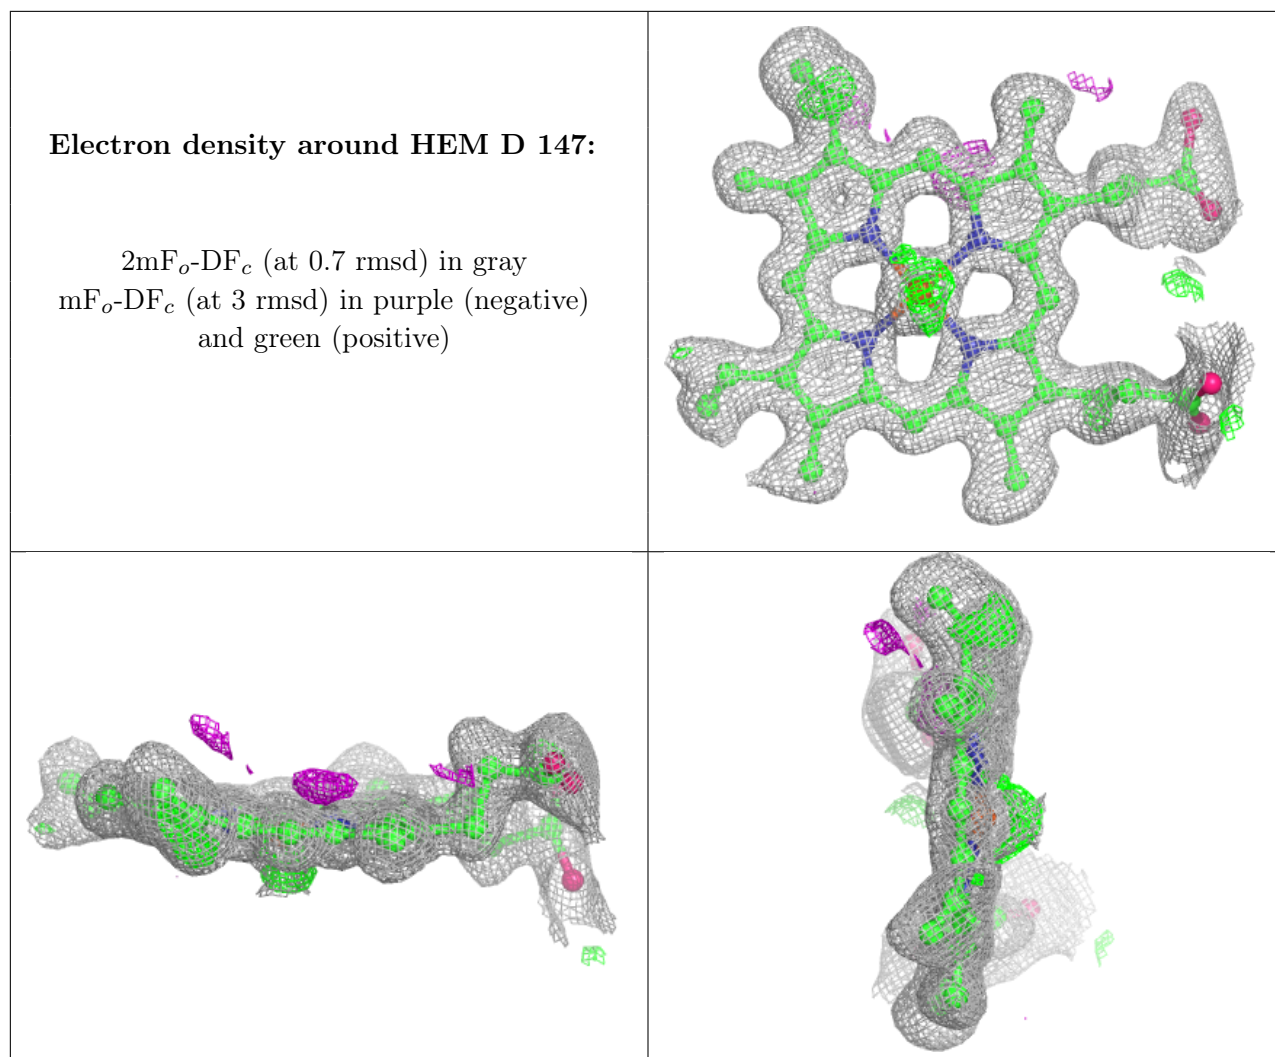 Electron density around HEM D 147:
2mFₒ-DF𝒸 (at 0.7 rmsd) in gray
mFₒ-DF𝒸 (at 3 rmsd) in purple (negative)
and green (positive)